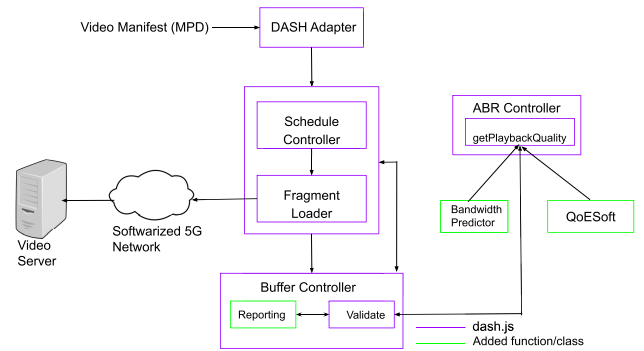 Video Manifest (MPD)
DASH Adapter
Schedule
Controller
Fragment
Loader
ABR Controller
getPlaybackQuality
Bandwidth
Predictor
QoESoft
Video
Server
Softwarized 5G
Network
Buffer Controller
Reporting
Validate
dash.js
Added function/class